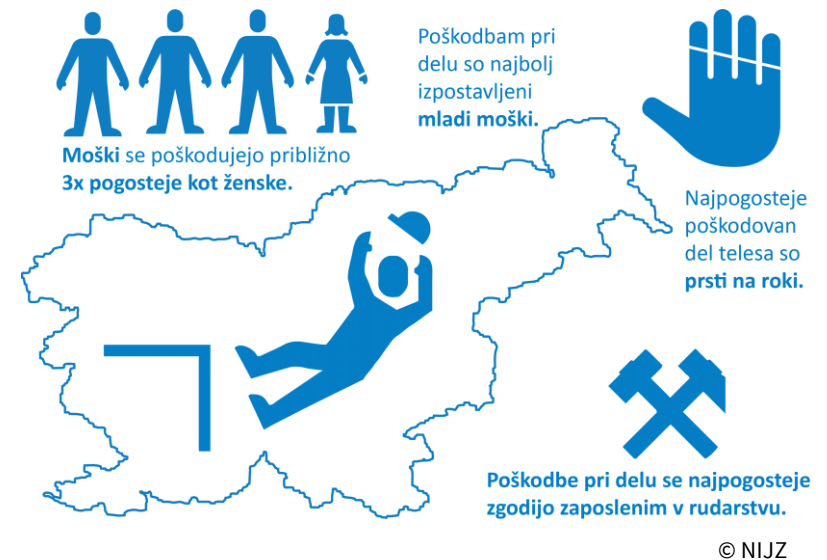 Moški se poškodujejo približno
3x pogosteje kot ženske.
Poškodbam pri
delu so najbolj
izpostavljeni
mladi moški.
Najpogosteje
poškodovan
del telesa so
prsti na roki.
Poškodbe pri delu se najpogosteje
zgodijo zaposlenim v rudarstvu.
© NIJZ